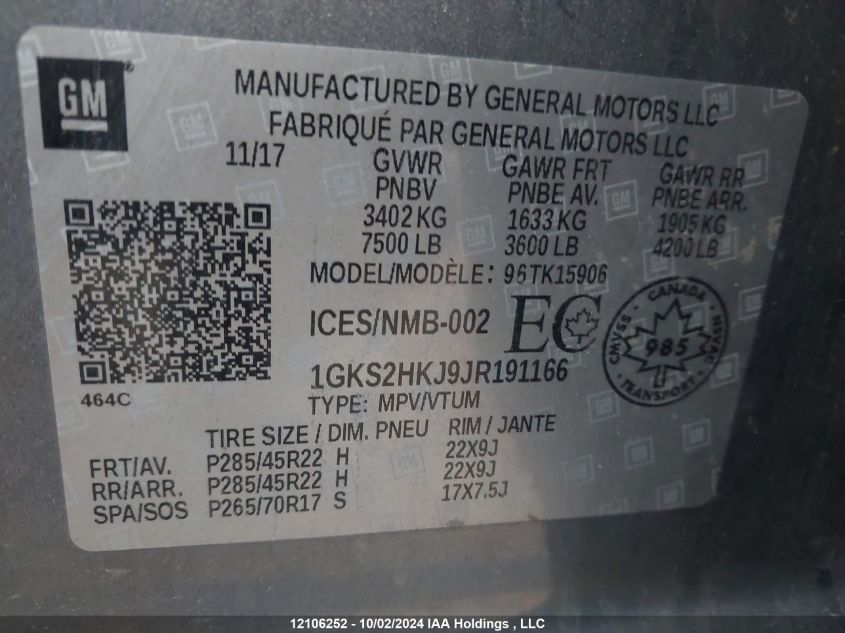 GM ®
MANUFACTURED BY GENERAL MOTORS LLC
FABRIQUÉ PAR GENERAL MOTORS LLC
11/17 GVWR GAWR FRT GAWR RR
PNBV PNBE AV. PNBE ARR.
3402 KG 1633 KG 1905 KG
7500 LB 3600 LB 4200 LB
MODEL/MODÈLE: 96TK15906
ICES/NMB-002 EC
CANADA
CMVSS 985 NSVAC
TRANSPORT
1GKS2HKJ9JR191166
464C
TYPE: MPV/VTUM
TIRE SIZE / DIM. PNEU RIM / JANTE
FRT/AV. P285/45R22 H 22X9J
RR/ARR. P285/45R22 H 22X9J
SPA/SOS P265/70R17 S 17X7.5J
12106252 - 10/02/2024 IAA Holdings , LLC